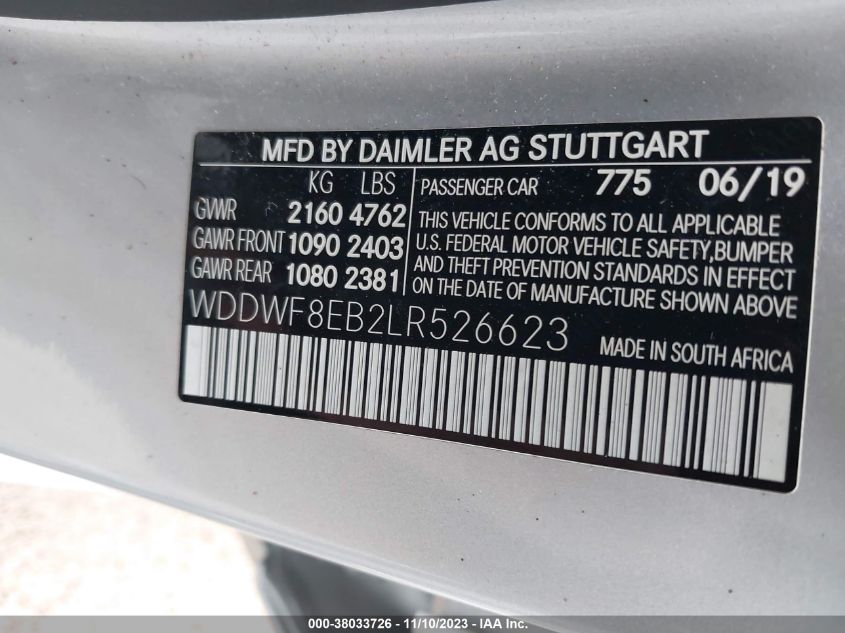 MFD BY DAIMLER AG STUTTGART
KG LBS
GVWR 2160 4762
GAWR FRONT 1090 2403
GAWR REAR 1080 2381
PASSENGER CAR 775 06/19
THIS VEHICLE CONFORMS TO ALL APPLICABLE
U.S. FEDERAL MOTOR VEHICLE SAFETY,BUMPER
AND THEFT PREVENTION STANDARDS IN EFFECT
ON THE DATE OF MANUFACTURE SHOWN ABOVE
WDDWF8EB2LR526623
MADE IN SOUTH AFRICA
000-38033726 - 11/10/2023 - IAA Inc.